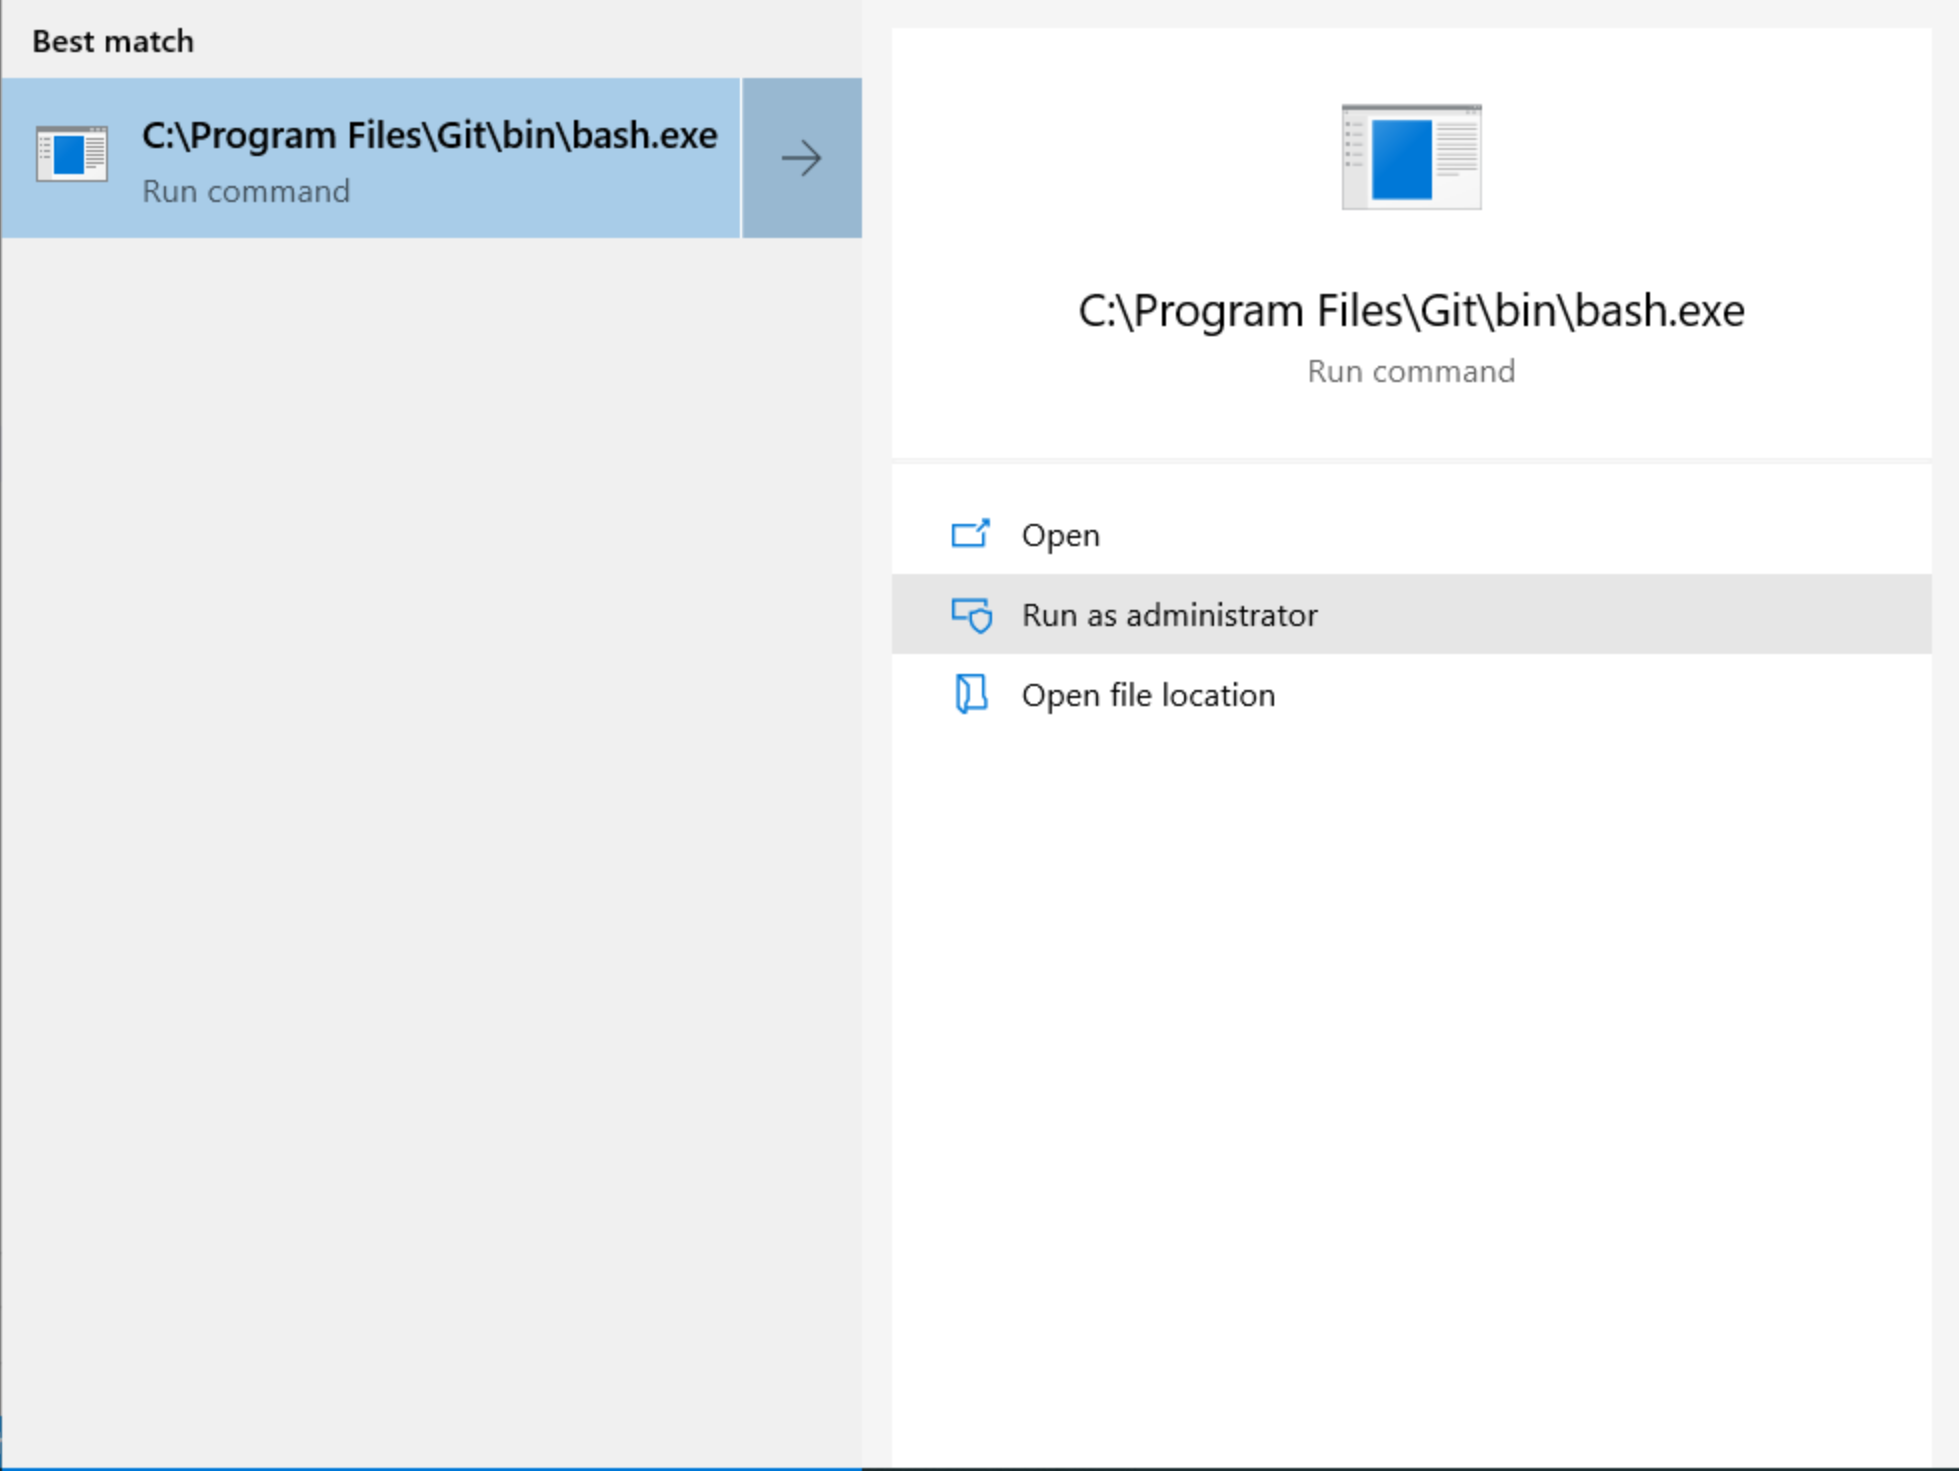 Best match
C:\Program Files\Git\bin\bash.exe
Run command
C:\Program Files\Git\bin\bash.exe
Run command
Open
Run as administrator
Open file location